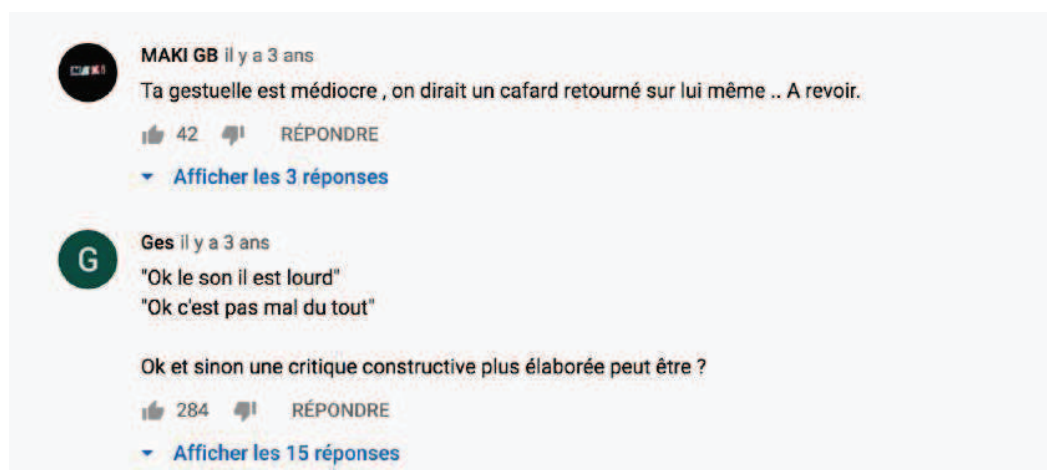 MAKI GB il y a 3 ans
Ta gestuelle est médiocre , on dirait un cafard retourné sur lui même .. A revoir.
42 RÉPONDRE
Afficher les 3 réponses
G
Ges il y a 3 ans
"Ok le son il est lourd"
"Ok c'est pas mal du tout"
Ok et sinon une critique constructive plus élaborée peut être ?
284 RÉPONDRE
Afficher les 15 réponses